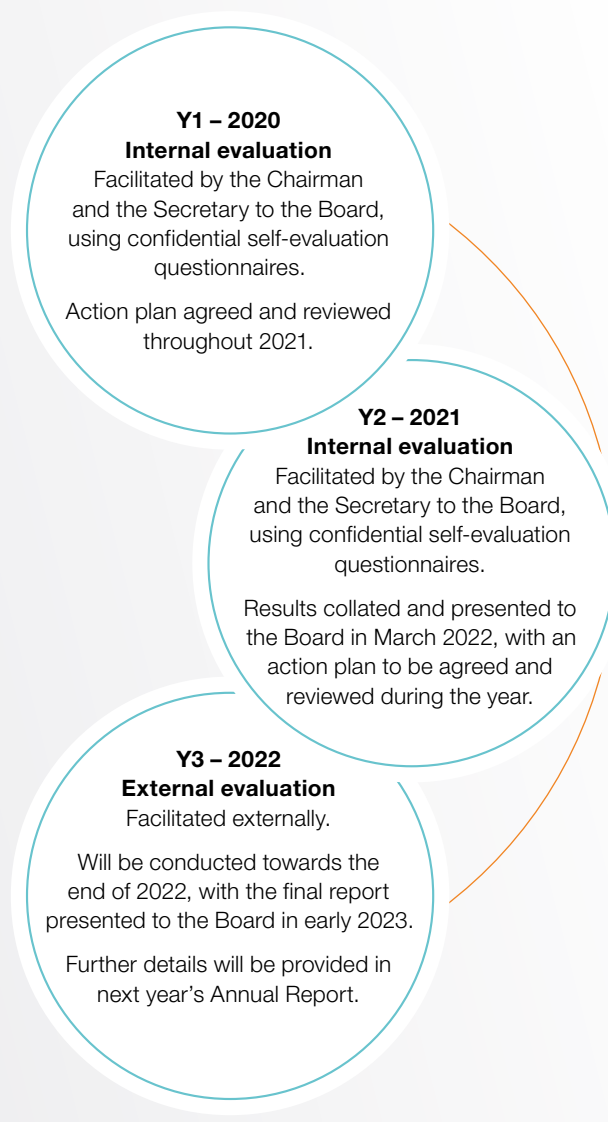 Y1 – 2020
Internal evaluation
Facilitated by the Chairman
and the Secretary to the Board,
using confidential self-evaluation
questionnaires.
Action plan agreed and reviewed
throughout 2021.
Y2 – 2021
Internal evaluation
Facilitated by the Chairman
and the Secretary to the Board,
using confidential self-evaluation
questionnaires.
Results collated and presented to
the Board in March 2022, with an
action plan to be agreed and
reviewed during the year.
Y3 – 2022
External evaluation
Facilitated externally.
Will be conducted towards the
end of 2022, with the final report
presented to the Board in early 2023.
Further details will be provided in
next year’s Annual Report.